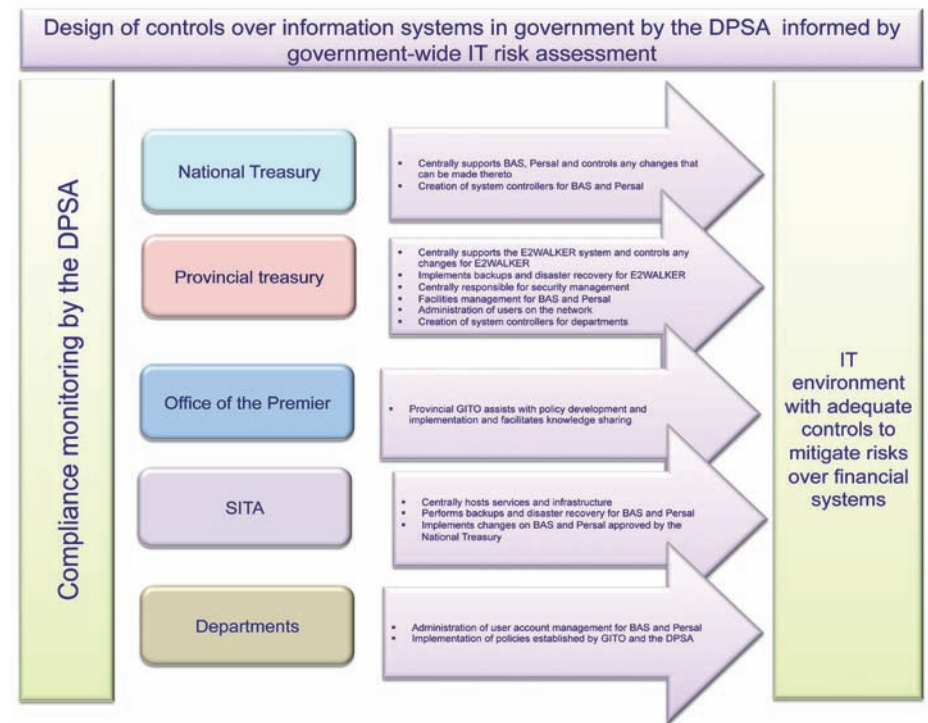 Design of controls over information systems in government by the DPSA informed by
government-wide IT risk assessment
Compliance monitoring by the DPSA
National Treasury
▪ Centrally supports BAS, Persal and controls any changes that
can be made thereto
▪ Creation of system controllers for BAS and Persal
Provincial treasury
▪ Centrally supports the E2WALKER system and controls any
changes for E2WALKER
▪ Implements backups and disaster recovery for E2WALKER
▪ Centrally responsible for security management
▪ Facilities management for BAS and Persal
▪ Administration of users on the network
▪ Creation of system controllers for departments
Office of the Premier
▪ Provincial GITO assists with policy development and
implementation and facilitates knowledge sharing
SITA
▪ Centrally hosts services and infrastructure
▪ Performs backups and disaster recovery for BAS and Persal
▪ Implements changes on BAS and Persal approved by the
National Treasury
Departments
▪ Administration of user account management for BAS and Persal
▪ Implementation of policies established by GITO and the DPSA
IT
environment
with adequate
controls to
mitigate risks
over financial
systems